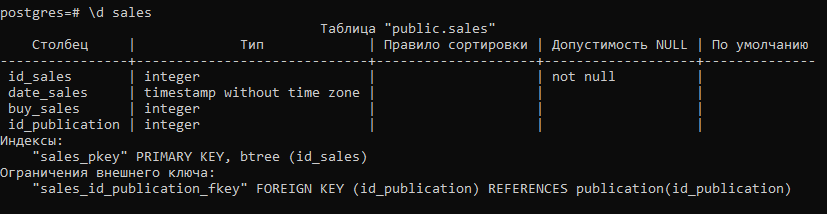 postgres=# \d sales
Таблица "public.sales"
Столбец | Тип | Правило сортировки | Допустимость NULL | По умолчанию
----------------+-----------------------------+--------------------+-------------------+--------------
id_sales | integer | | not null |
date_sales | timestamp without time zone | | |
buy_sales | integer | | |
id_publication | integer | | |
Индексы:
"sales_pkey" PRIMARY KEY, btree (id_sales)
Ограничения внешнего ключа:
"sales_id_publication_fkey" FOREIGN KEY (id_publication) REFERENCES publication(id_publication)